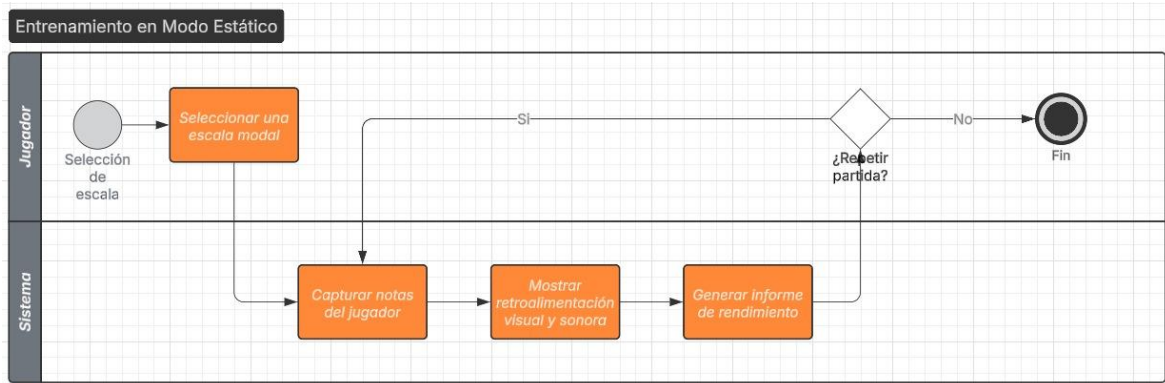 Entrenamiento en Modo Estático
Jugador
Selección
de
escala
Seleccionar una
escala modal
Si
¿Repetir
partida?
No
Fin
Sistema
Capturar notas
del jugador
Mostrar
retroalimentación
visual y sonora
Generar informe
de rendimiento